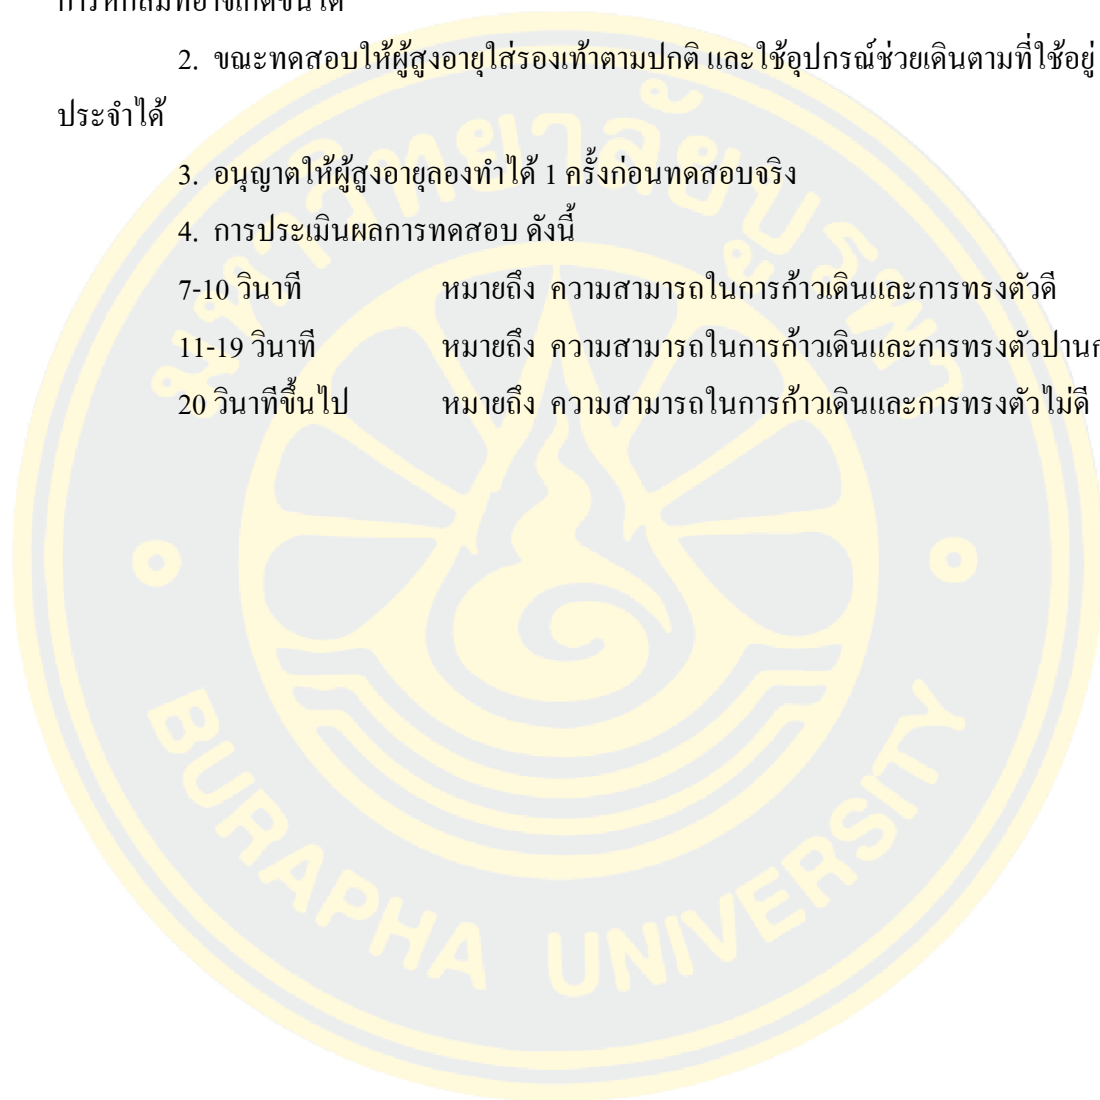 2. ขณะทดสอบให้ผู้สูงอายุใส่รองเท้าตามปกติ และใช้อุปกรณ์ช่วยเดินตามที่ใช้อยู่
ประจำได้
3. อนุญาตให้ผู้สูงอายุลองทำได้ 1 ครั้งก่อนทดสอบจริง
4. การประเมินผลการทดสอบ ดังนี้
7-10 วินาที หมายถึง ความสามารถในการก้าวเดินและการทรงตัวดี
11-19 วินาที หมายถึง ความสามารถในการก้าวเดินและการทรงตัว
20 วินาทีขึ้นไป หมายถึง ความสามารถในการก้าวเดินและการทรงตัวไม่ดี
มหาวิทยาลัยบูรพา
BURAPHA UNIVERSITY